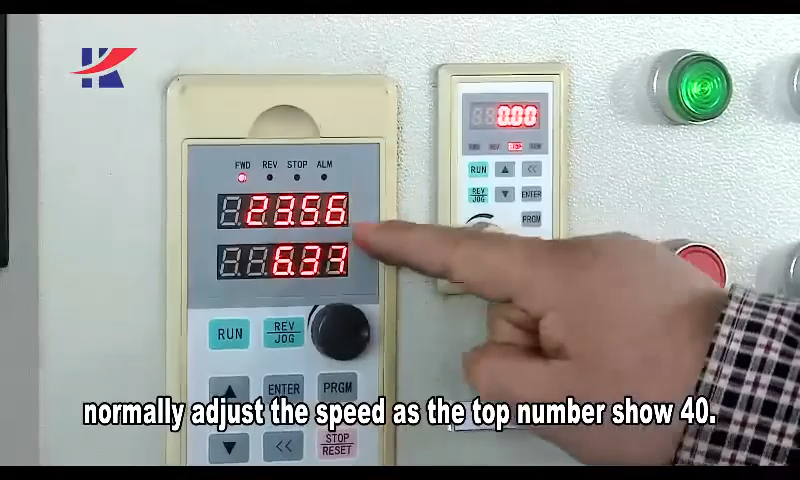 K
FWD REV STOP ALM
23.56
6.31
RUN
REV
JOG
ENTER
PRGM
<<
STOP
RESET
0.00
RUN
<<
REV
JOG
ENTER
PRGM
normally adjust the speed as the top number show 40.